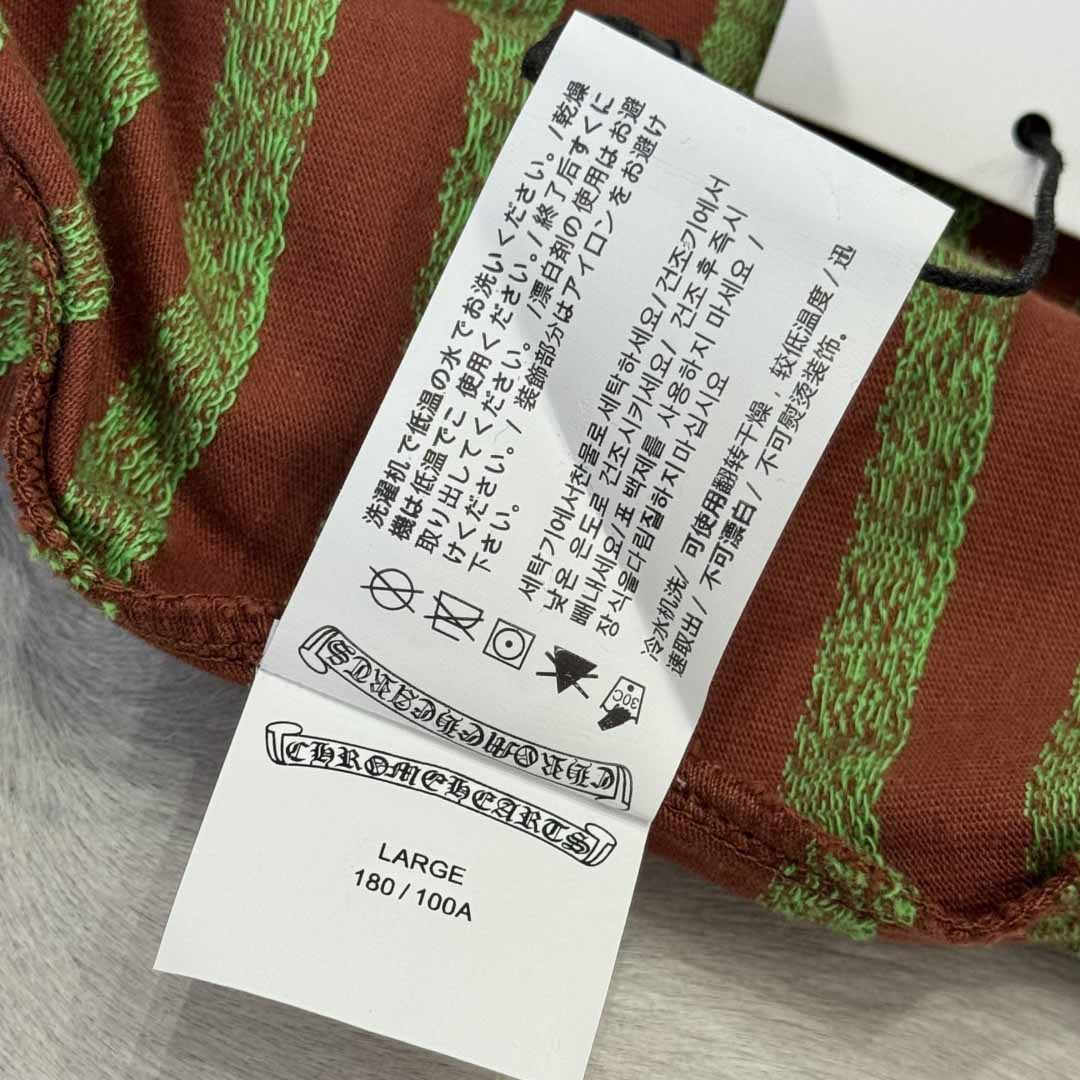 洗濯机で低温の水でお洗いください。/乾燥
機は低温でご 使用ください。/終了后すぐに
取り出してください。/漂白剤の使用はお避
けください。/ 装飾部分はアイロンをお避け
下さい。
세탁기에서찬물로세탁하세요/건조기에서
낮은 온도로 건조시키세요/ 건조 후 즉시
빼내세요/표 백제를 사용하지 마세요 /
장식을다림질하지마십시요
/冷水机洗/ 可使用翻转干燥，较低温度 / 迅
速取出/ 不可漂白/ 不可熨烫装饰。
30C
CHROMEHEARTS
CHROMEHEARTS
LARGE
180 / 100A